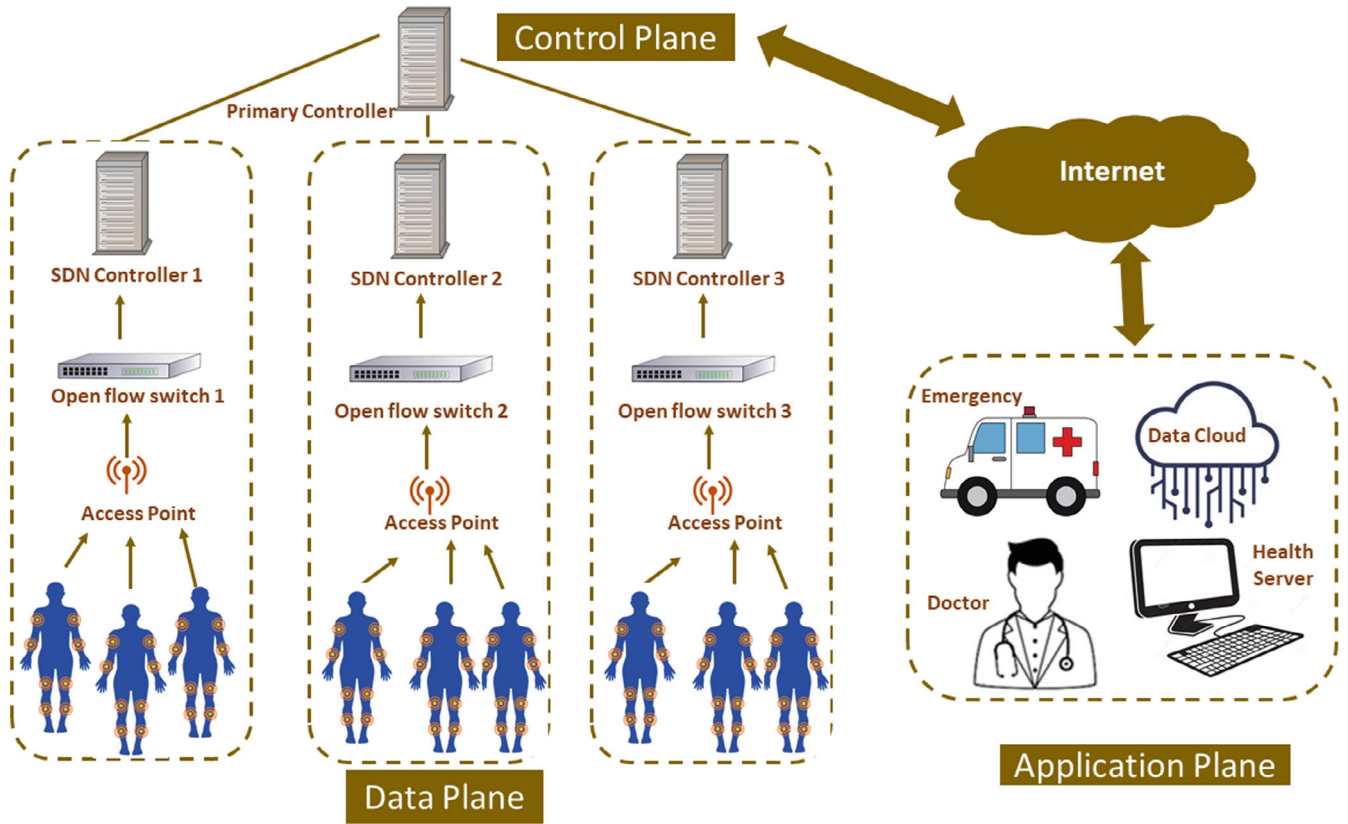 Control Plane
Primary Controller
Internet
SDN Controller 1
SDN Controller 2
SDN Controller 3
Open flow switch 1
Open flow switch 2
Open flow switch 3
Access Point
Access Point
Access Point
Emergency
Data Cloud
Doctor
Health
Server
Data Plane
Application Plane